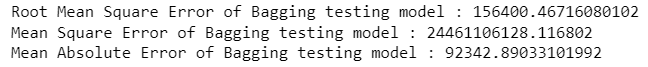 Root Mean Square Error of Bagging testing model : 156400.46716080102
Mean Square Error of Bagging testing model : 24461106128.116802
Mean Absolute Error of Bagging testing model : 92342.89033101992